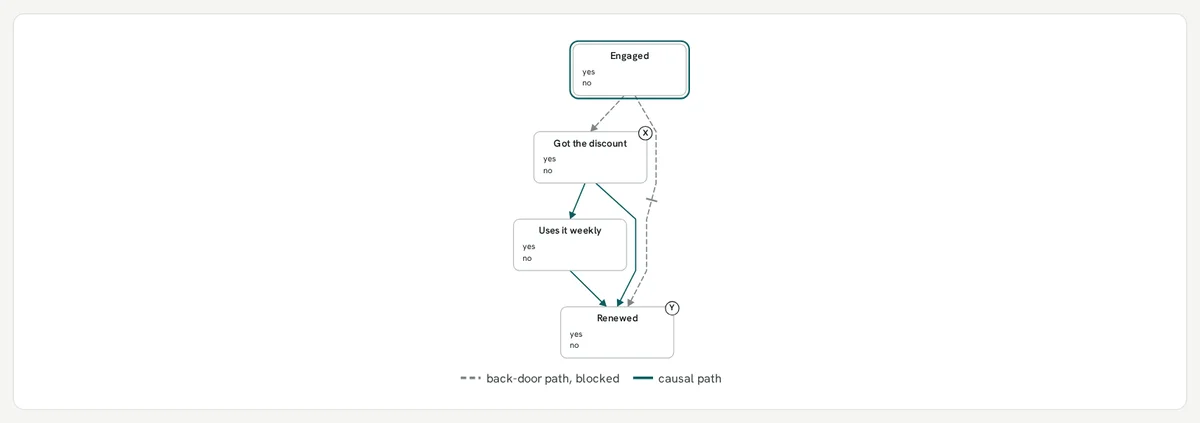 Engaged
yes
no
X
Got the discount
yes
no
Uses it weekly
yes
no
Y
Renewed
yes
no
back-door path, blocked
causal path